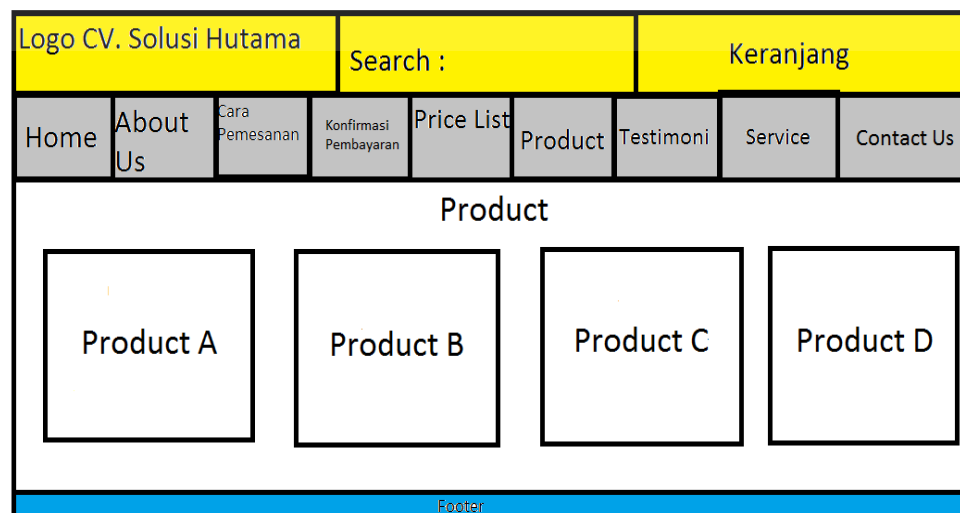 Logo CV. Solusi Hutama
Search :
Keranjang
Home
About
Us
Cara
Pemesanan
Konfirmasi
Pembayaran
Price List
Product
Testimoni
Service
Contact Us
Product
Product A
Product B
Product C
Product D
Footer